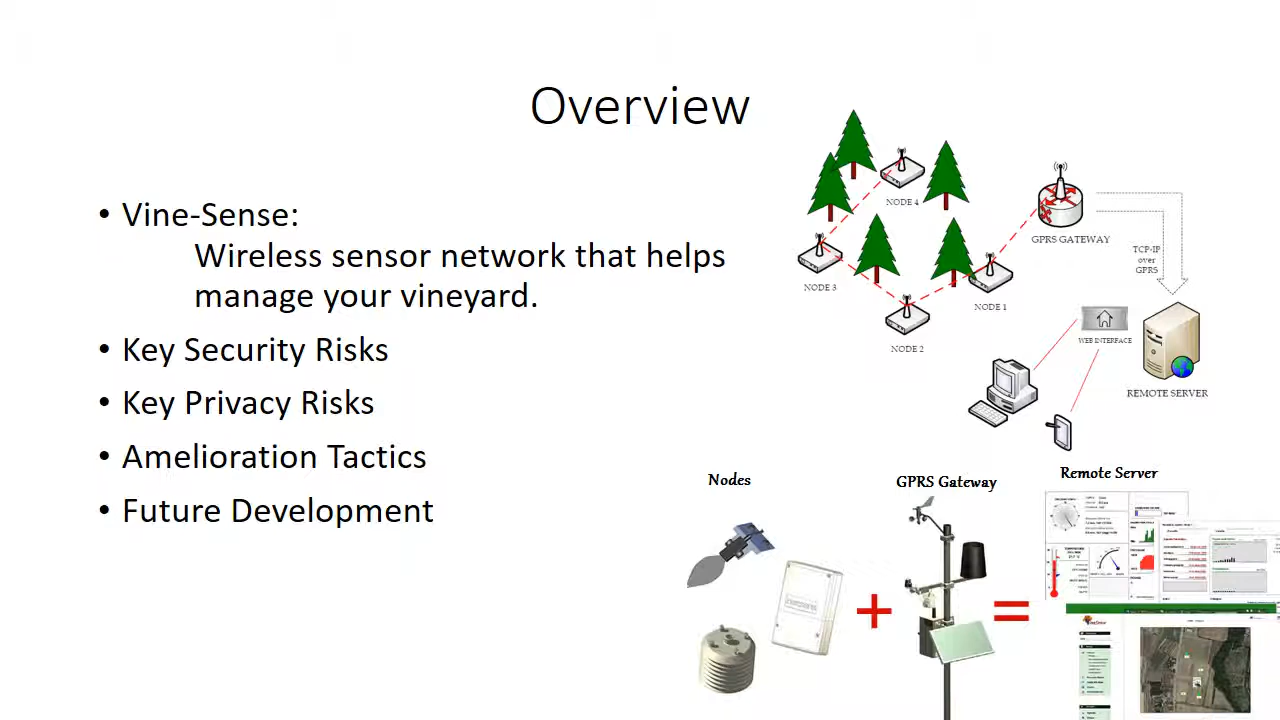 Overview
• Vine-Sense:
Wireless sensor network that helps
manage your vineyard.
• Key Security Risks
• Key Privacy Risks
• Amelioration Tactics
• Future Development
NODE 4
GPRS GATEWAY
NODE 3
NODE 1
NODE 2
TCP-IP
over
GPRS
WEB INTERFACE
REMOTE SERVER
Nodes
GPRS Gateway
Remote Server
+
=